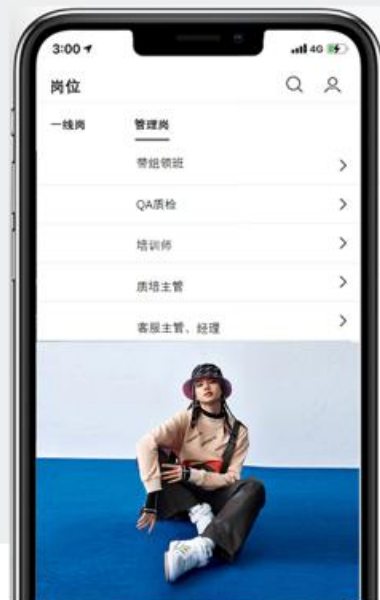 3:00 4G
岗位
一线岗 管理岗
带组领班
QA质检
培训师
质培主管
客服主管、经理